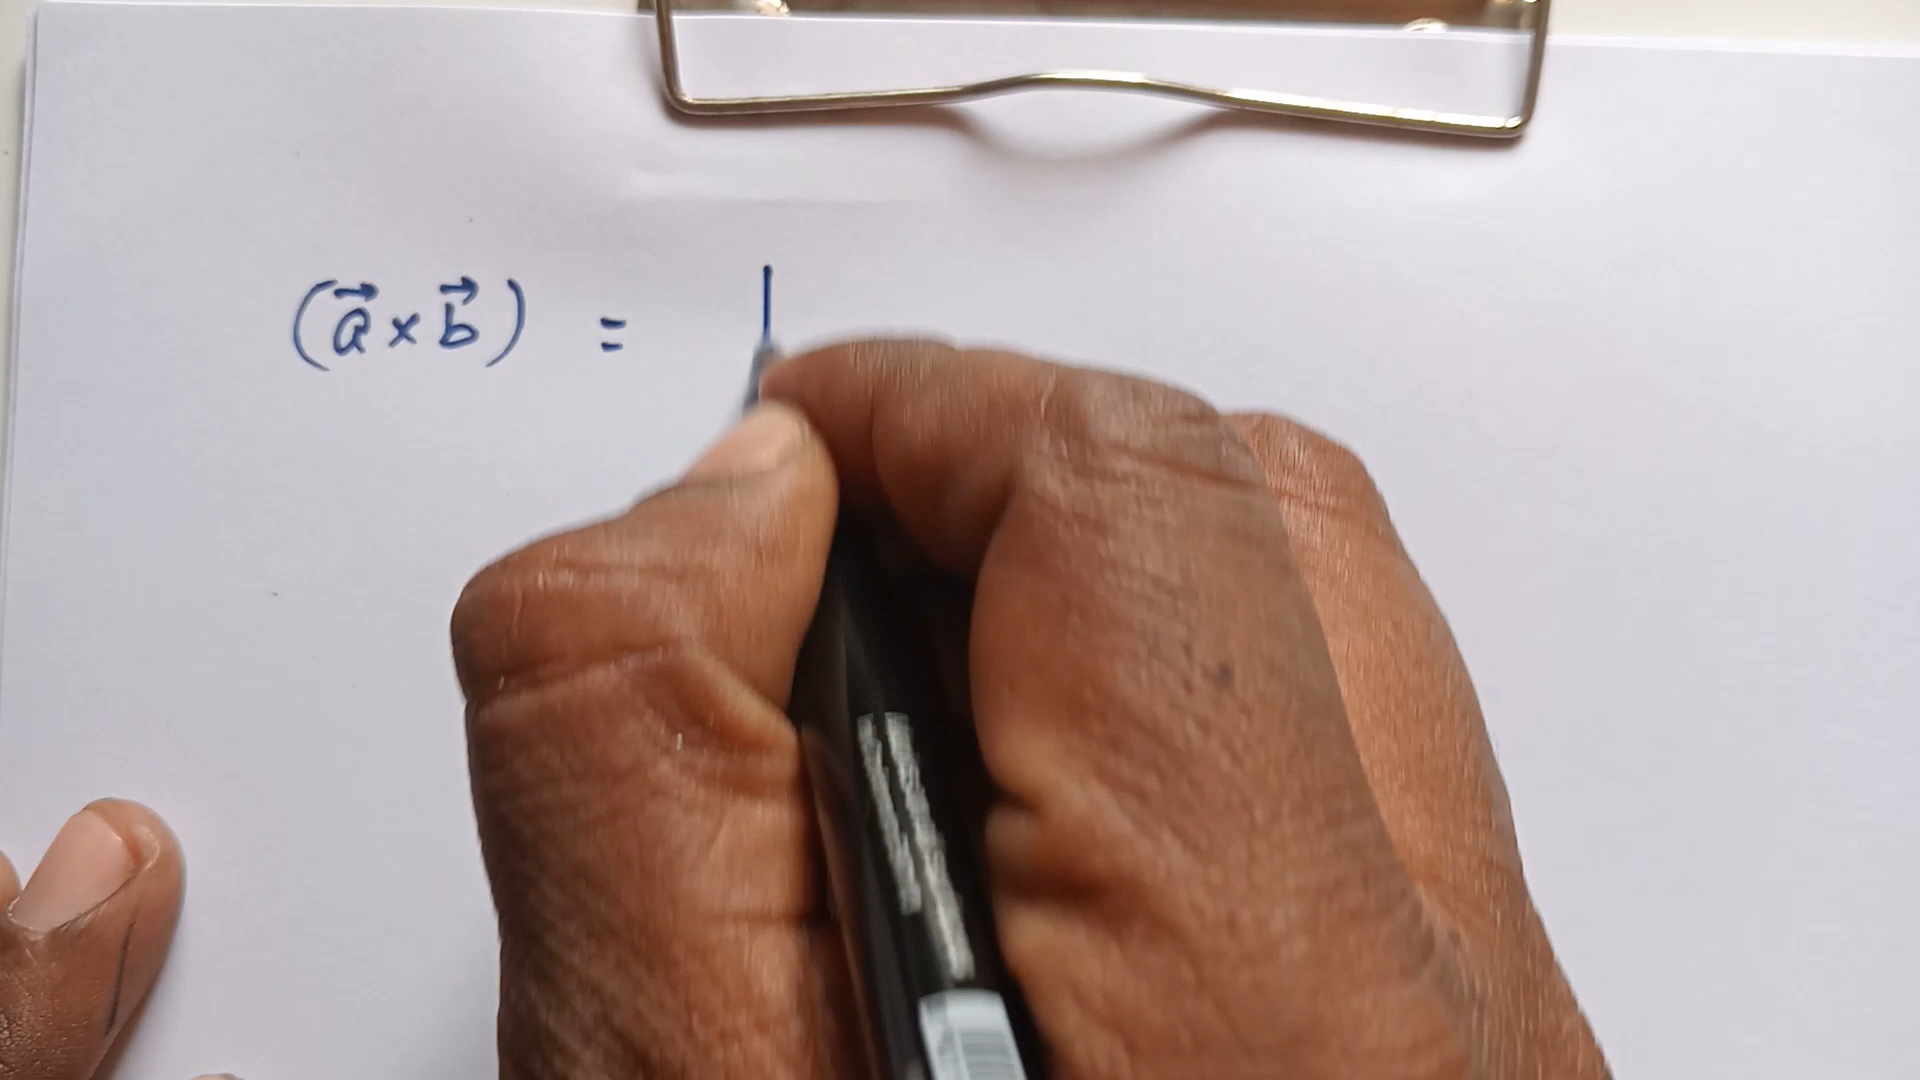 (a⃗ × b⃗) = |